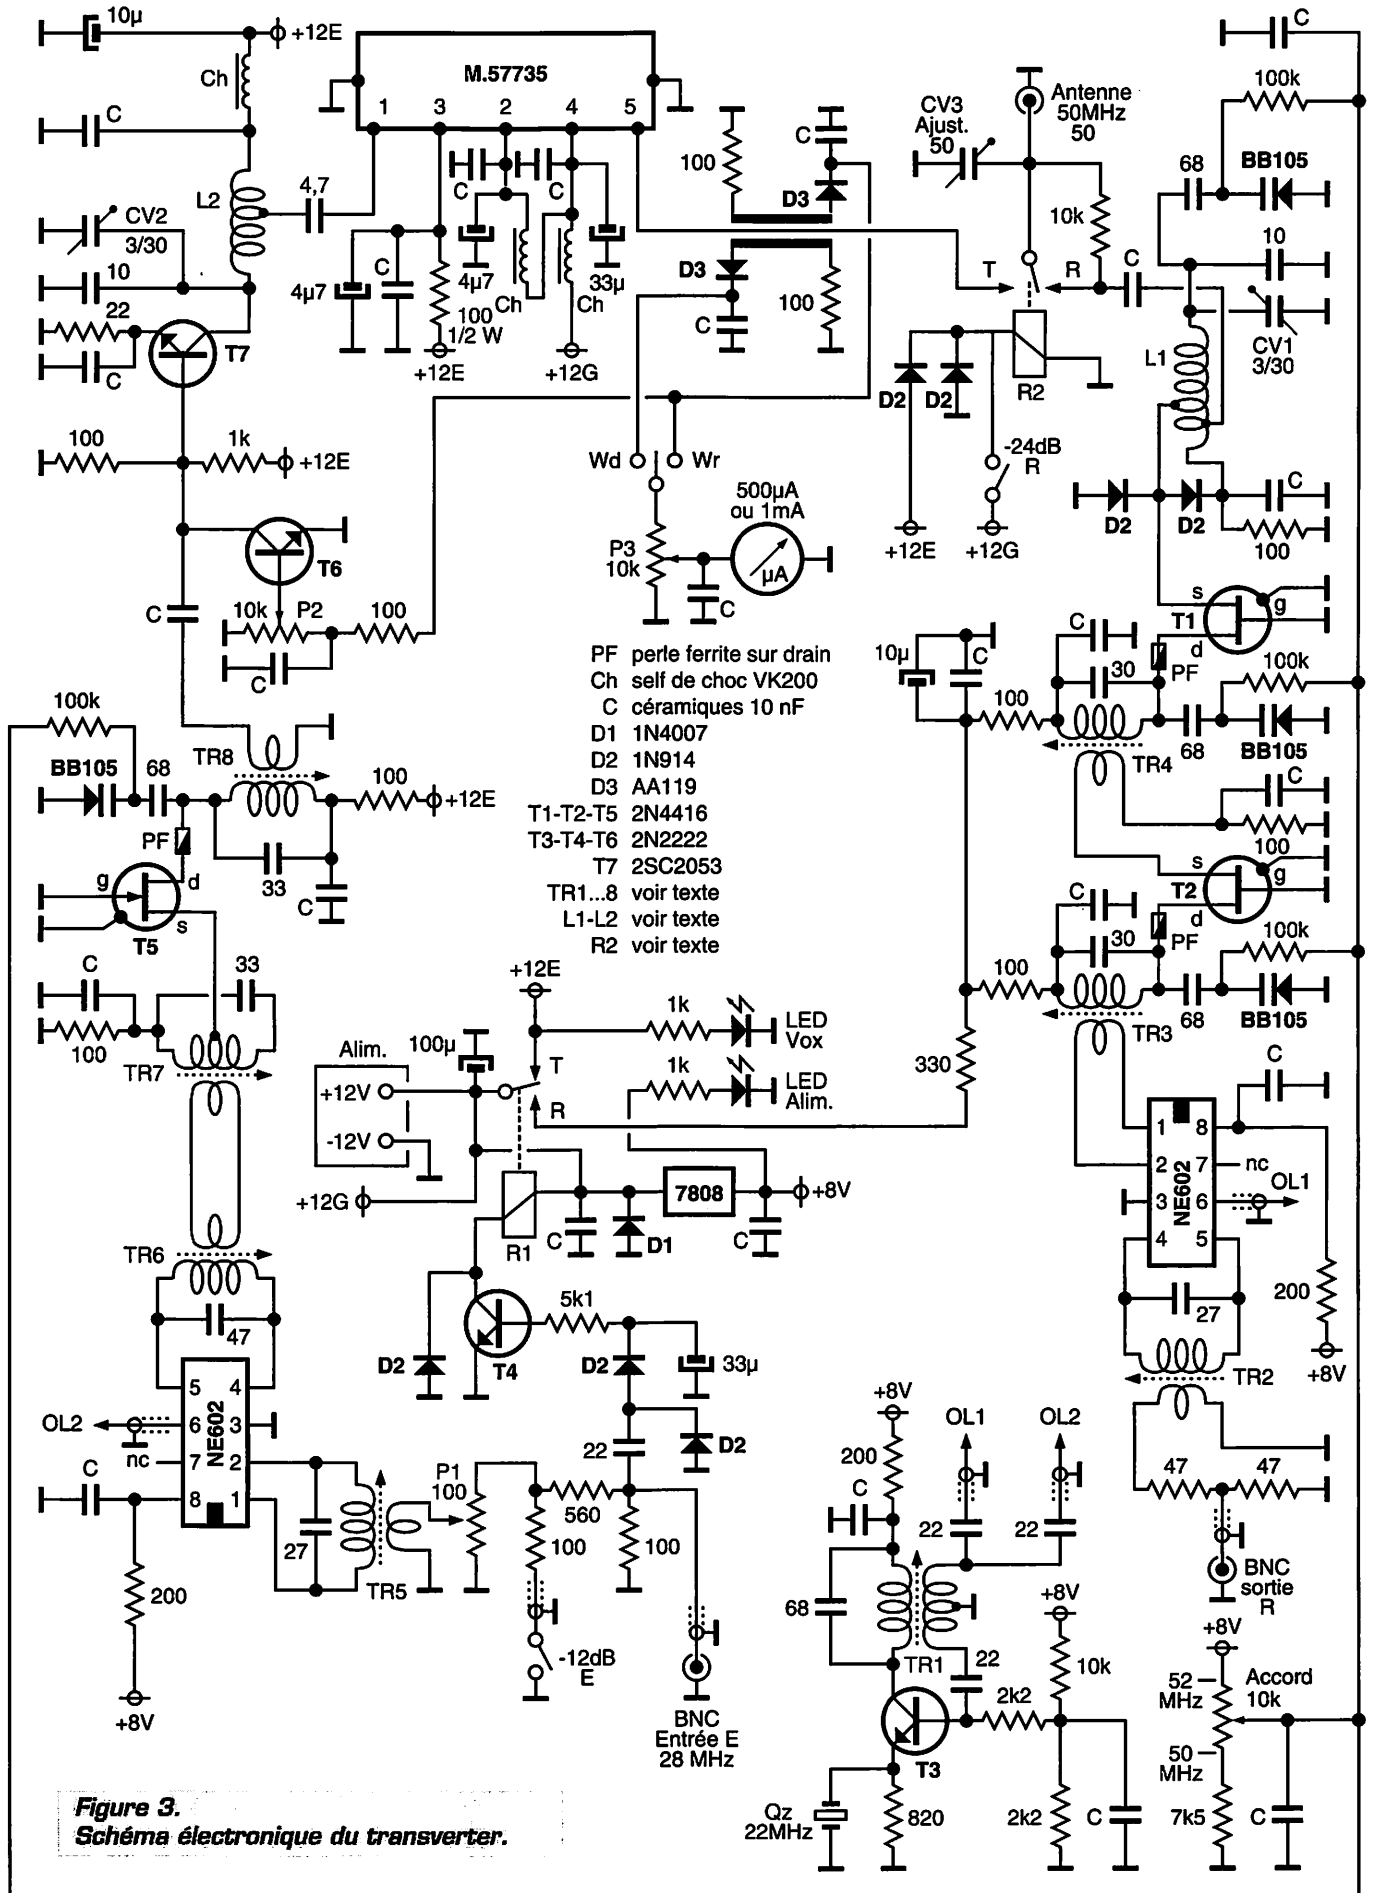 10µ
+12E
Ch
C
L2
4,7
CV2
3/30
10
22
C
T7
100
1k
+12E
M.57735
1 3 2 4 5
C
C
C
4µ7
4µ7
100
1/2 W
Ch
Ch
33µ
+12E
+12G
100
C
D3
D3
C
100
CV3
Ajust.
50
Antenne
50MHz
50
10k
T
R
C
R2
D2
D2
-24dB
R
+12E
+12G
C
100k
68
BB105
10
L1
CV1
3/30
D2
D2
C
100
Wd
Wr
P3
10k
500µA
ou 1mA
µA
C
T6
C
10k
P2
100
C
PF perle ferrite sur drain
Ch self de choc VK200
C céramiques 10 nF
D1 1N4007
D2 1N914
D3 AA119
T1-T2-T5 2N4416
T3-T4-T6 2N2222
T7 2SC2053
TR1...8 voir texte
L1-L2 voir texte
R2 voir texte
10µ
C
100
s
T1
g
d
C
30
PF
100k
68
BB105
TR4
C
100
s
T2
g
d
C
30
PF
100k
100
68
BB105
TR3
330
C
100k
BB105
68
TR8
100
+12E
PF
33
C
g
d
s
T5
C
33
100
TR7
TR6
47
5 4
6 3
7 2
8 1
NE602
OL2
nc
C
200
+8V
27
TR5
P1
100
560
100
100
-12dB
E
BNC
Entrée E
28 MHz
+12E
100µ
Alim.
+12V
-12V
+12G
T
R
1k
LED
Vox
1k
LED
Alim.
R1
C
D1
7808
+8V
C
D2
T4
5k1
D2
33µ
22
D2
1 8
2 7
3 6
4 5
NE602
nc
OL1
200
+8V
27
TR2
47
47
BNC
sortie
R
+8V
200
C
OL1
OL2
22
22
68
TR1
22
+8V
10k
2k2
T3
Qz
22MHz
820
2k2
C
+8V
52
MHz
Accord
10k
50
MHz
7k5
C
Figure 3.
Schéma électronique du transverter.